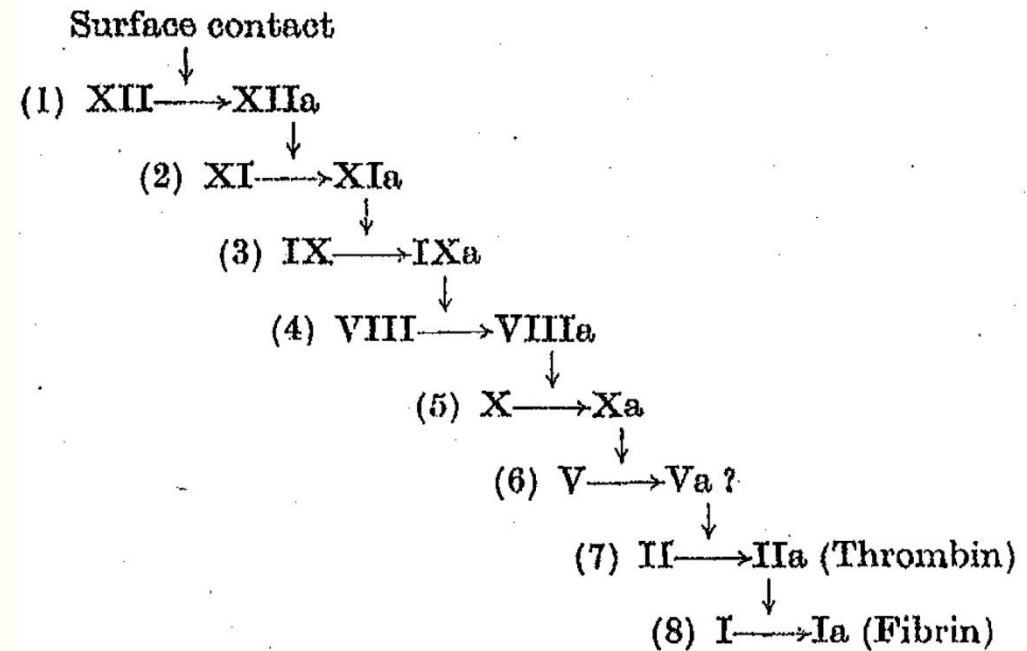 Surface contact
↓
(1) XII⟶XIIa
↓
(2) XI⟶XIa
↓
(3) IX⟶IXa
↓
(4) VIII⟶VIIIa
↓
(5) X⟶Xa
↓
(6) V⟶Va ?
↓
(7) II⟶IIa (Thrombin)
↓
(8) I⟶Ia (Fibrin)